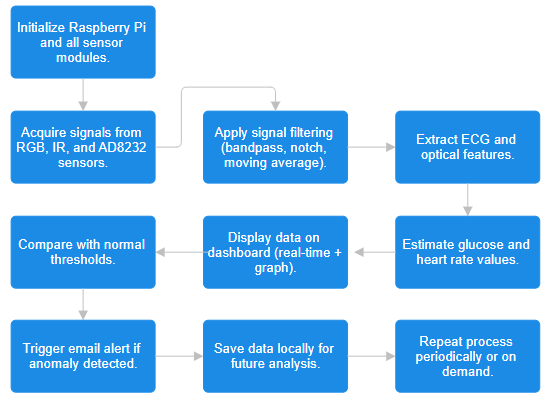 Initialize Raspberry Pi
and all sensor
modules.
Acquire signals from
RGB, IR, and AD8232
sensors.
Apply signal filtering
(bandpass, notch,
moving average).
Extract ECG and
optical features.
Estimate glucose and
heart rate values.
Display data on
dashboard (real-time +
graph).
Compare with normal
thresholds.
Trigger email alert if
anomaly detected.
Save data locally for
future analysis.
Repeat process
periodically or on
demand.